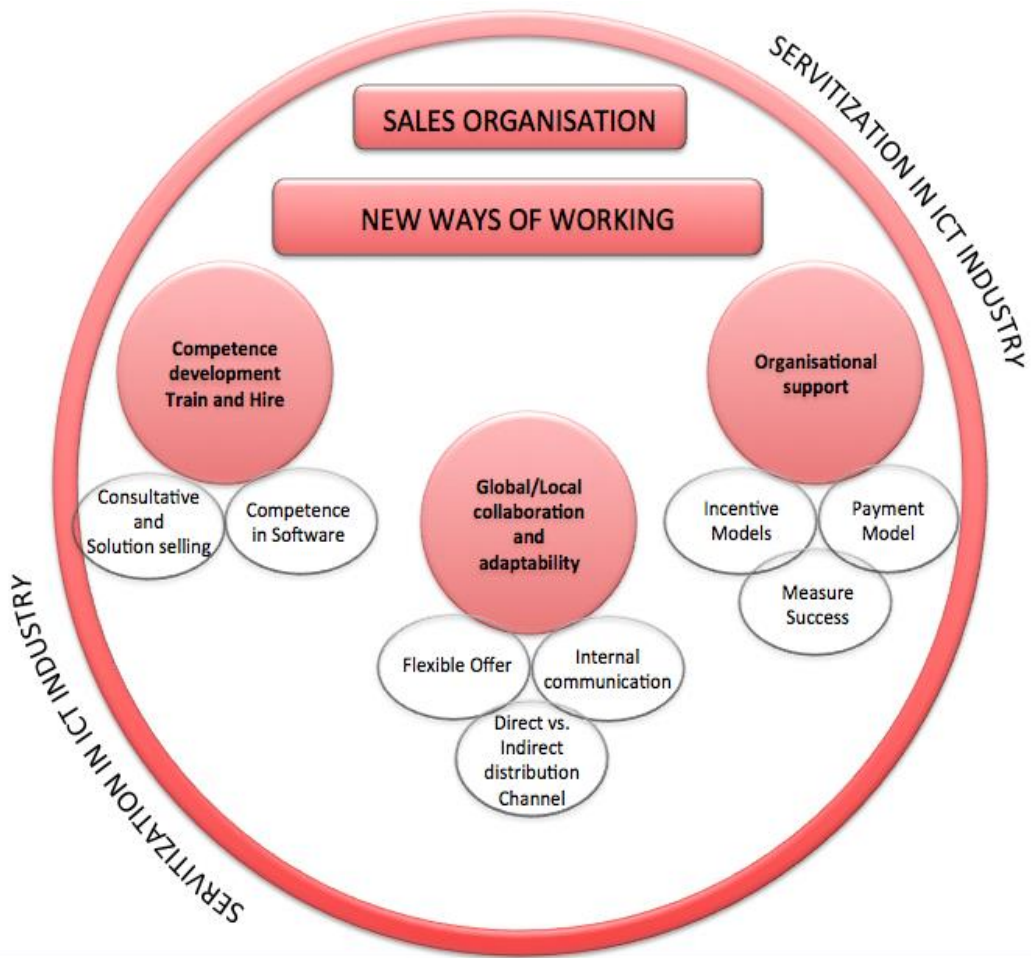 SERVITIZATION IN ICT INDUSTRY
SALES ORGANISATION
NEW WAYS OF WORKING
Competence
development
Train and Hire
Consultative
and
Solution selling
Competence
in Software
Global/Local
collaboration
and
adaptability
Flexible Offer
Internal
communication
Direct vs.
Indirect
distribution
Channel
Organisational
support
Incentive
Models
Payment
Model
Measure
Success
SERVITIZATION IN ICT INDUSTRY